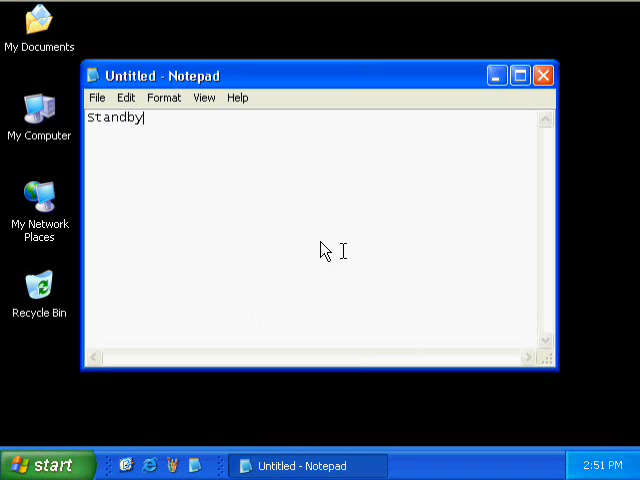 My Documents
Untitled - Notepad
File Edit Format View Help
Standby
My Computer
My Network
Places
Recycle Bin
start
Untitled - Notepad
2:51 PM